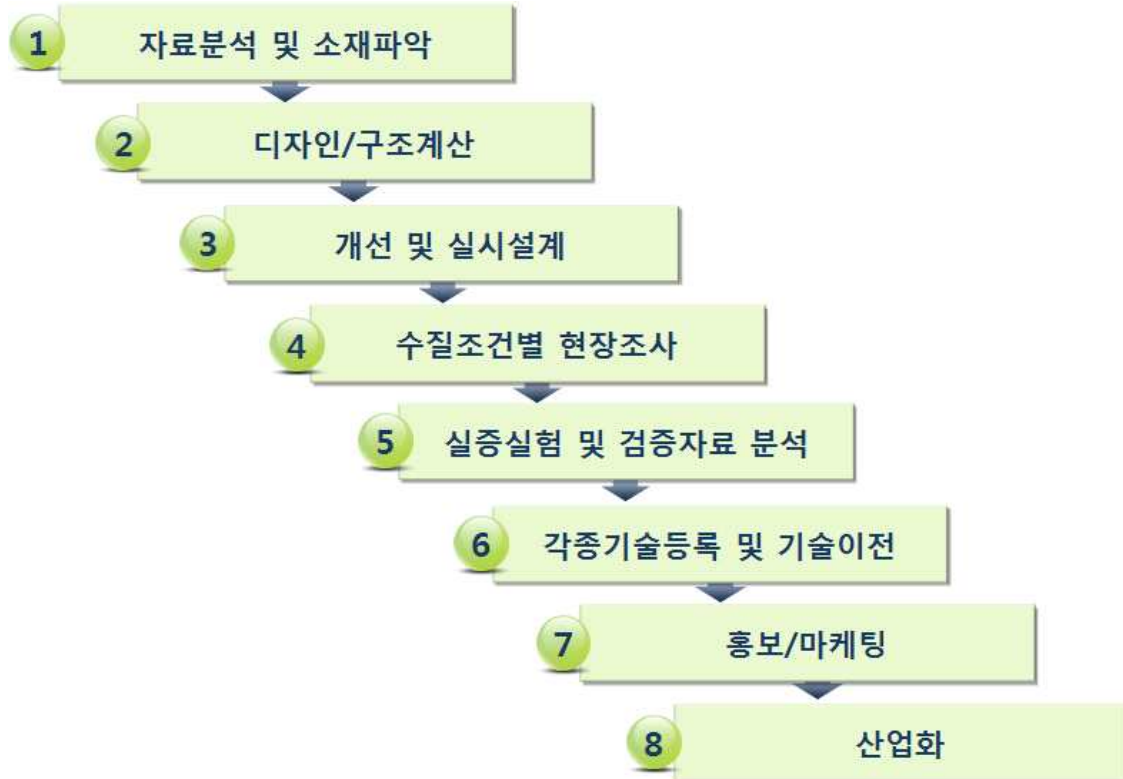 1 자료분석 및 소재파악
2 디자인/구조계산
3 개선 및 실시설계
4 수질조건별 현장조사
5 실증실험 및 검증자료 분석
6 각종기술등록 및 기술이전
7 홍보/마케팅
8 산업화